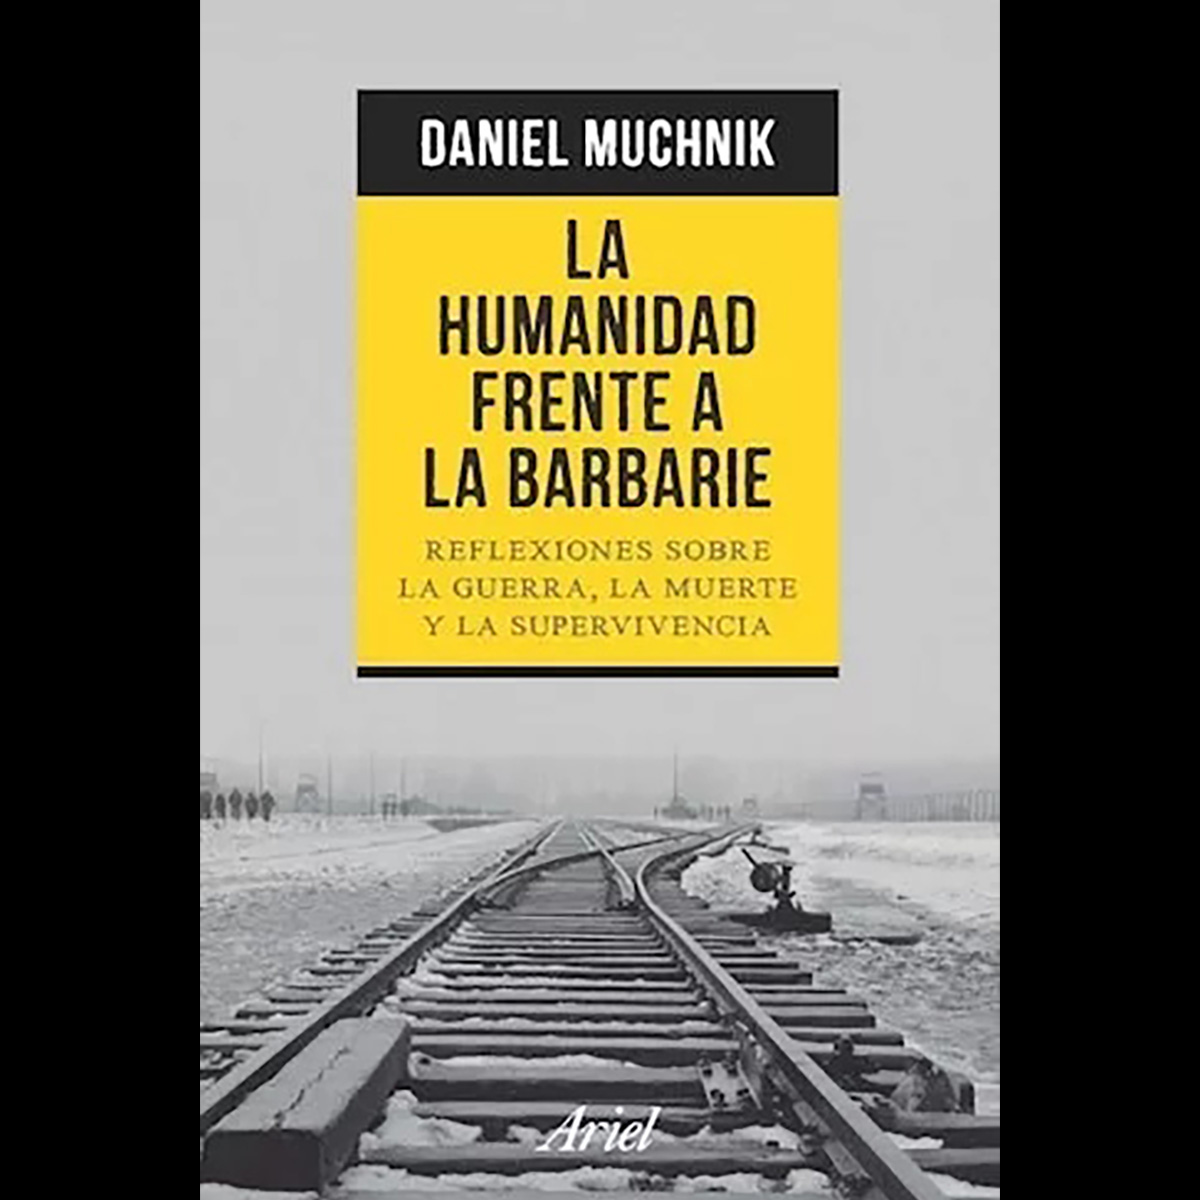 DANIEL MUCHNIK
LA
HUMANIDAD
FRENTE A
LA BARBARIE
REFLEXIONES SOBRE
LA GUERRA, LA MUERTE
Y LA SUPERVIVENCIA
Ariel